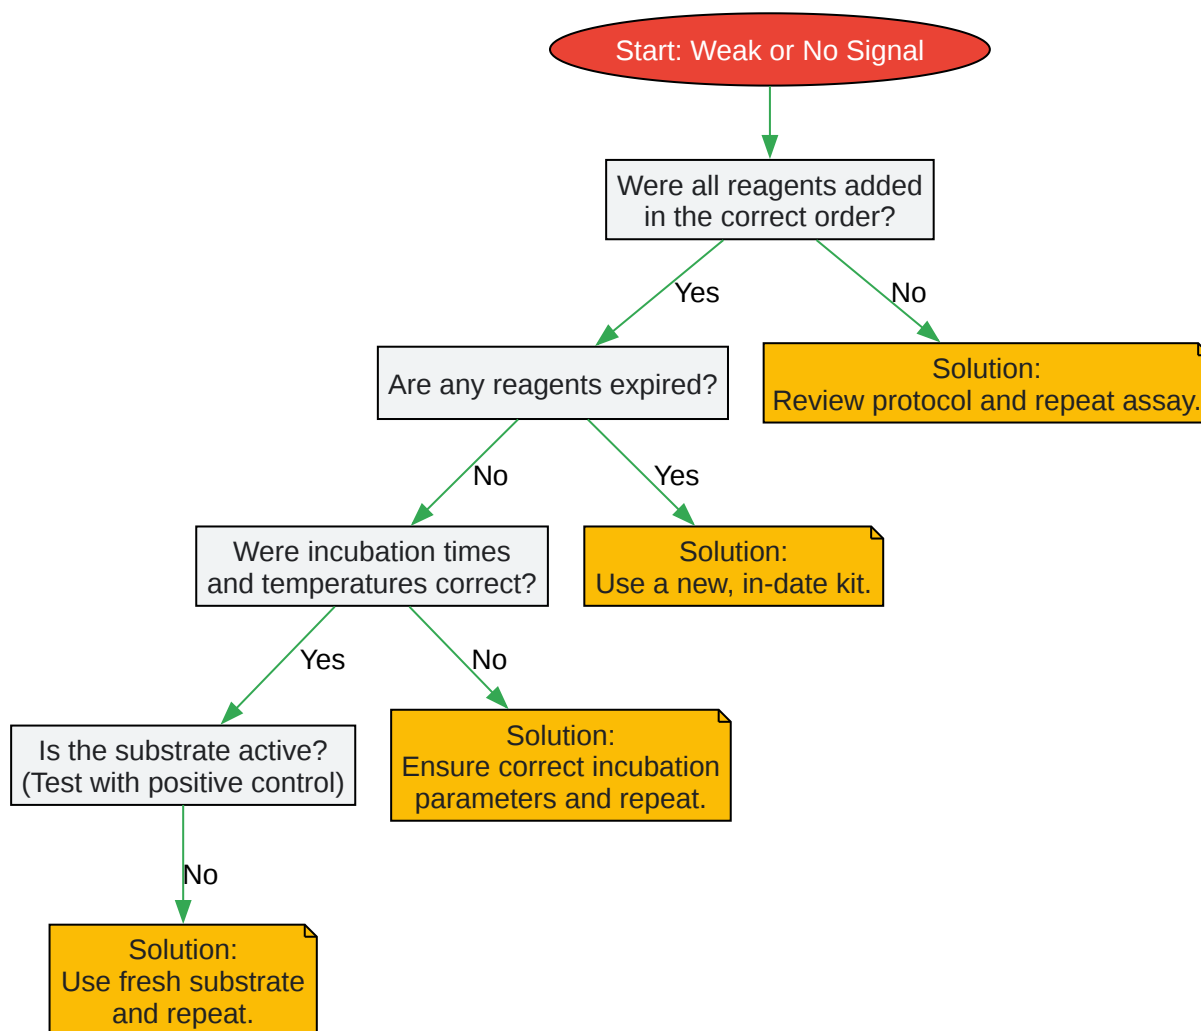 Start: Weak or No Signal
Were all reagents added
in the correct order?
Yes
No
Are any reagents expired?
Solution:
Review protocol and repeat assay.
No
Yes
Were incubation times
and temperatures correct?
Solution:
Use a new, in-date kit.
Yes
No
Is the substrate active?
(Test with positive control)
Solution:
Ensure correct incubation
parameters and repeat.
No
Solution:
Use fresh substrate
and repeat.